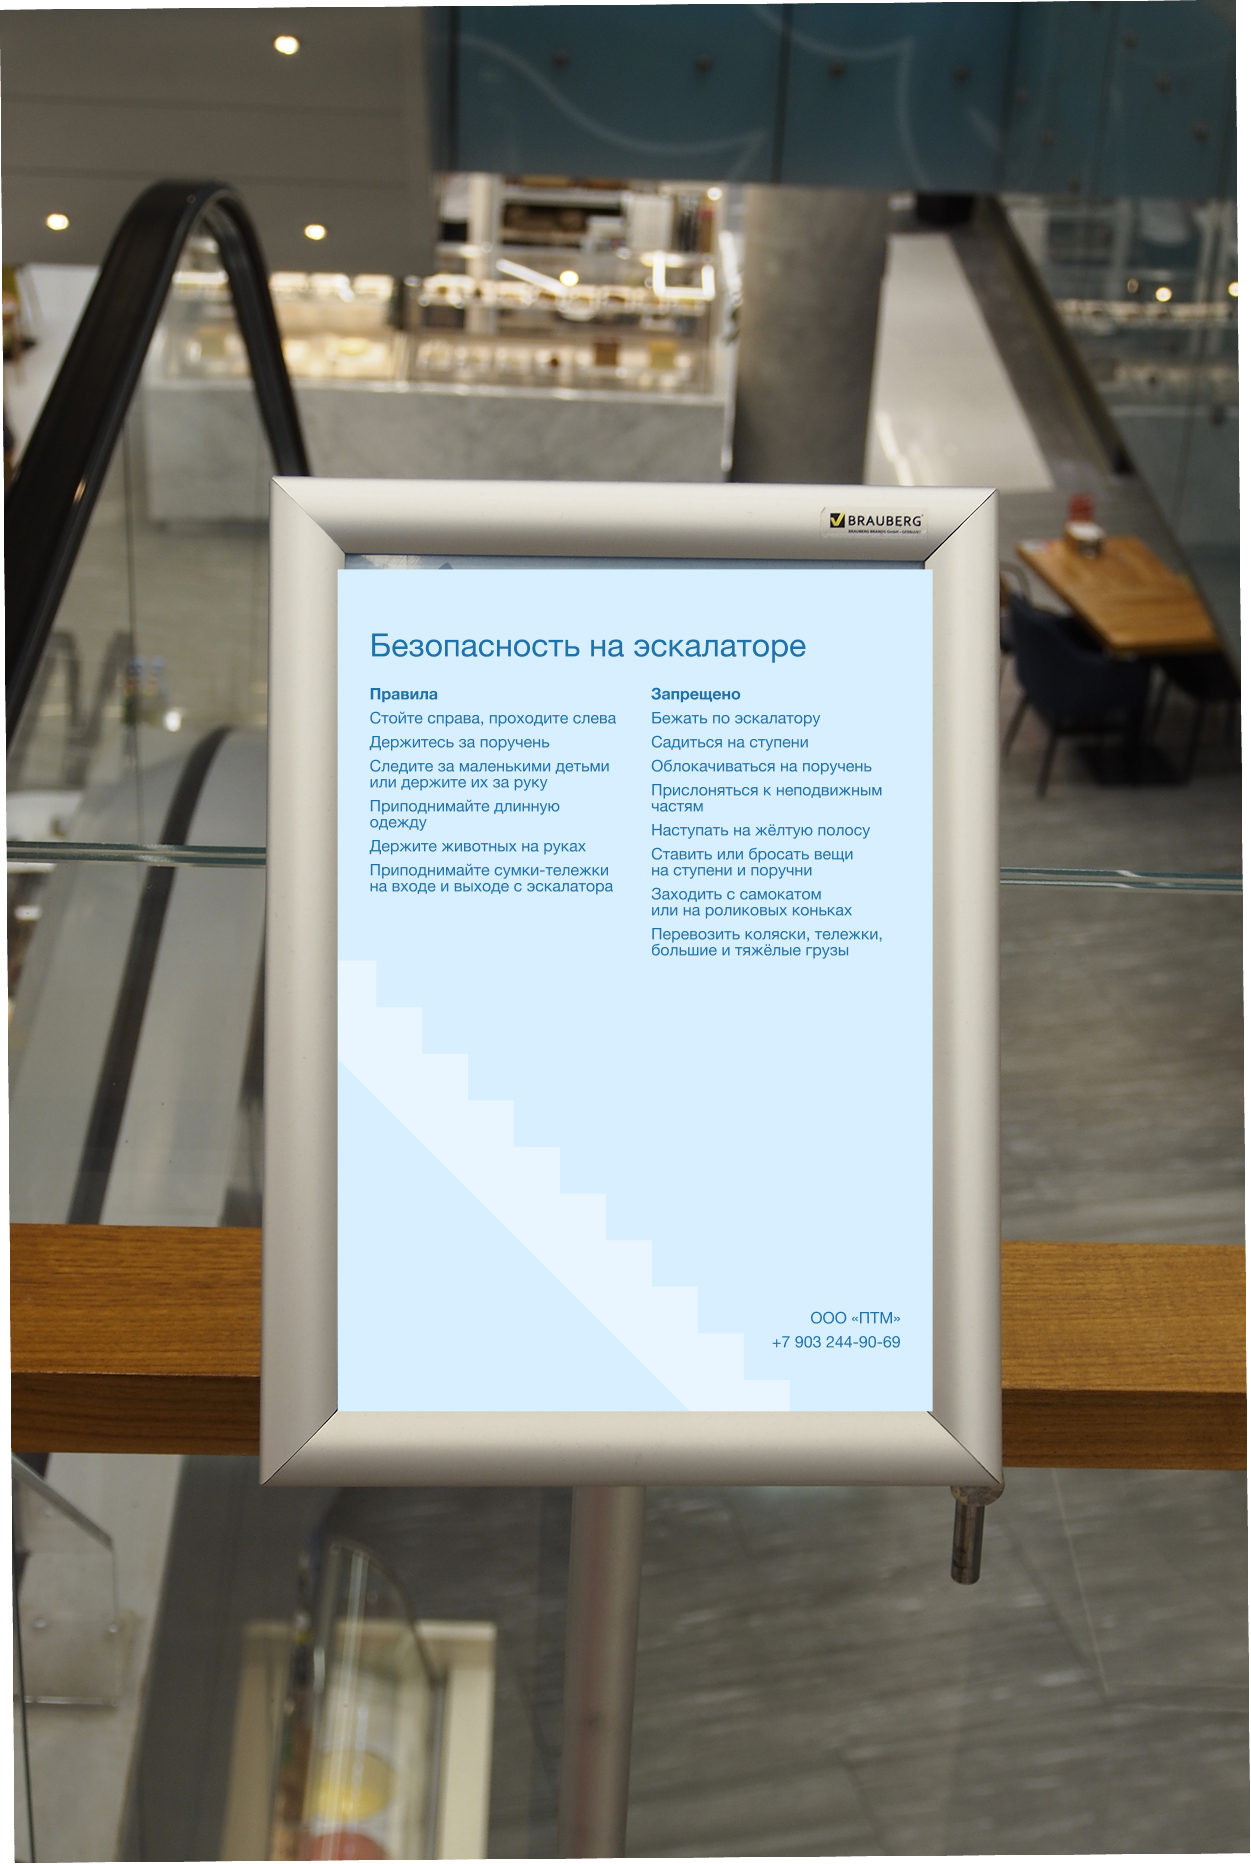 BRAUBERG
Безопасность на эскалаторе
Правила
Стойте справа, проходите слева
Держитесь за поручень
Следите за маленькими детьми
или держите их за руку
Приподнимайте длинную
одежду
Держите животных на руках
Приподнимайте сумки-тележки
на входе и выходе с эскалатора
Запрещено
Бежать по эскалатору
Садиться на ступени
Облокачиваться на поручень
Прислоняться к неподвижным
частям
Наступать на жёлтую полосу
Ставить или бросать вещи
на ступени и поручни
Заходить с самокатом
или на роликовых коньках
Перевозить коляски, тележки,
большие и тяжёлые грузы
ООО «ПТМ»
+7 903 244-90-69